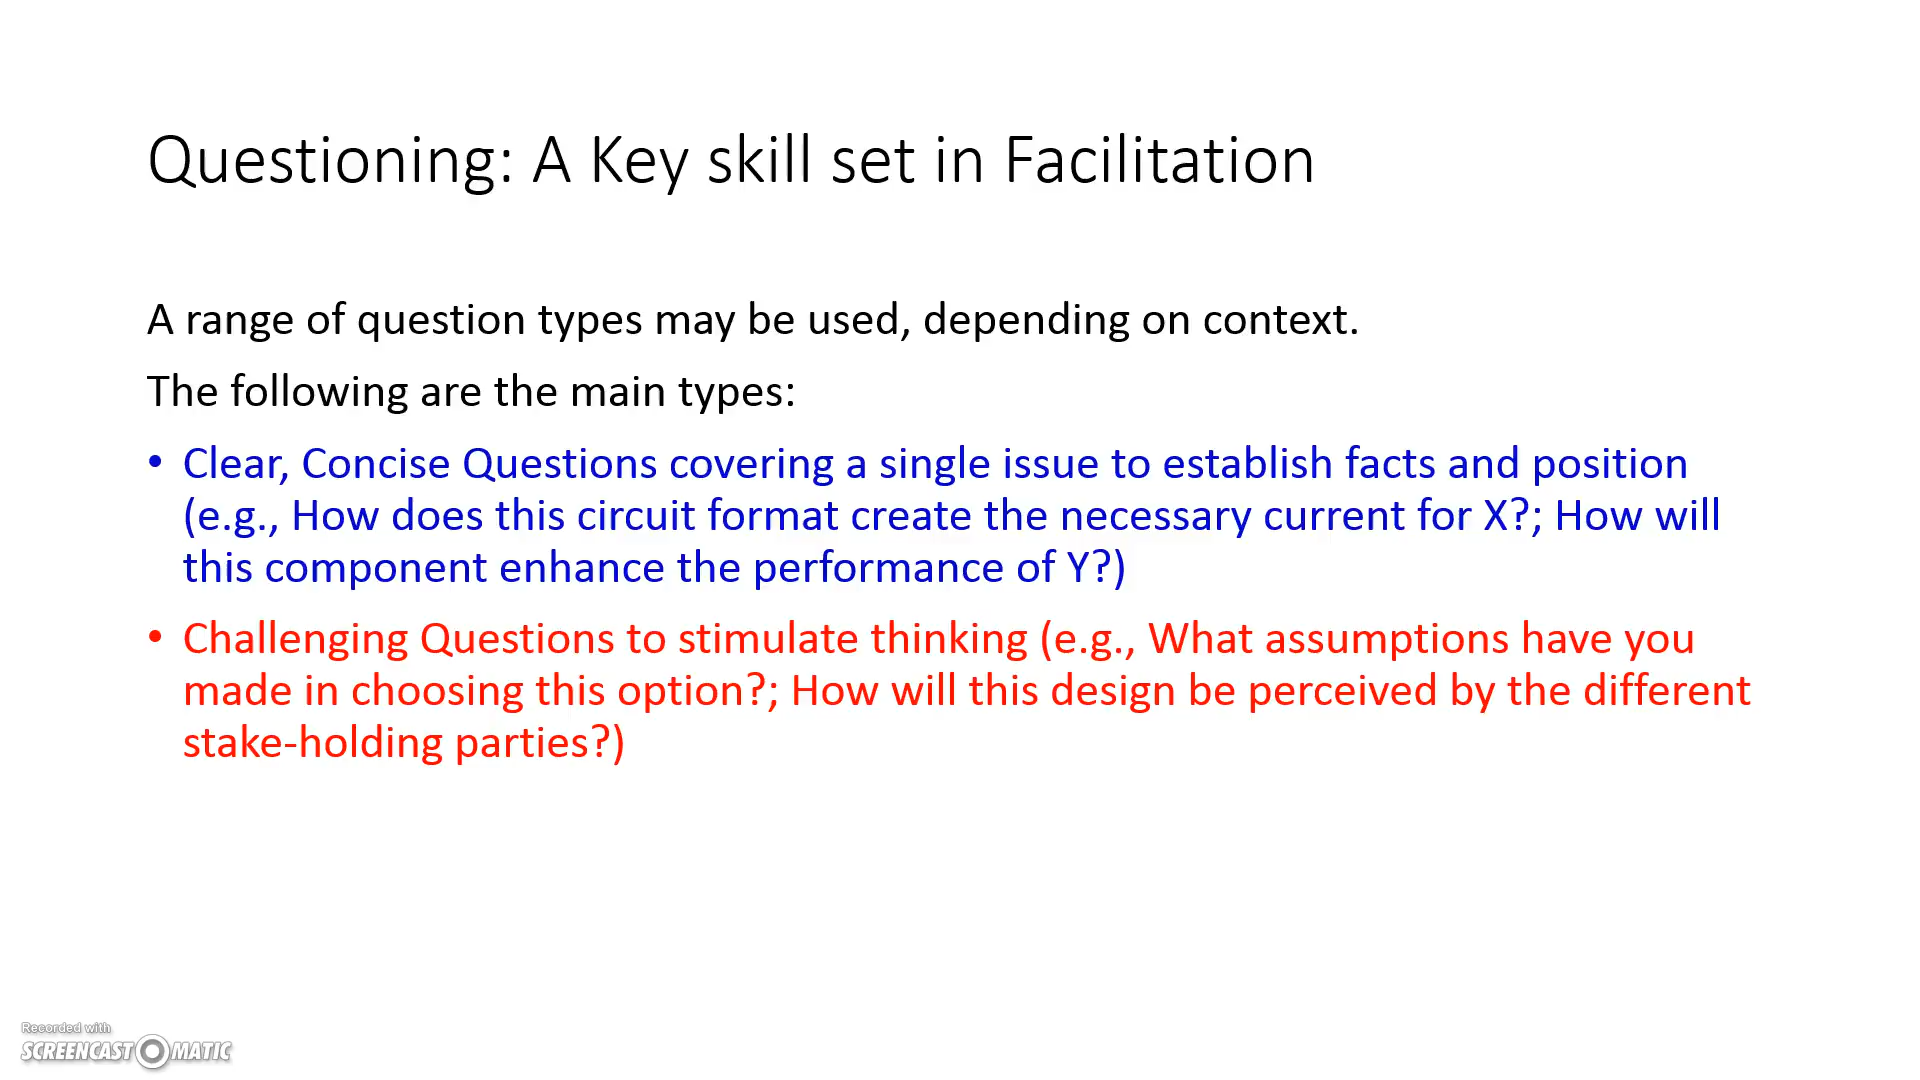 Questioning: A Key skill set in Facilitation
A range of question types may be used, depending on context.
The following are the main types:
• Clear, Concise Questions covering a single issue to establish facts and position
(e.g., How does this circuit format create the necessary current for X?; How will
this component enhance the performance of Y?)
• Challenging Questions to stimulate thinking (e.g., What assumptions have you
made in choosing this option?; How will this design be perceived by the different
stake-holding parties?)
Recorded with
SCREENCAST-O-MATIC